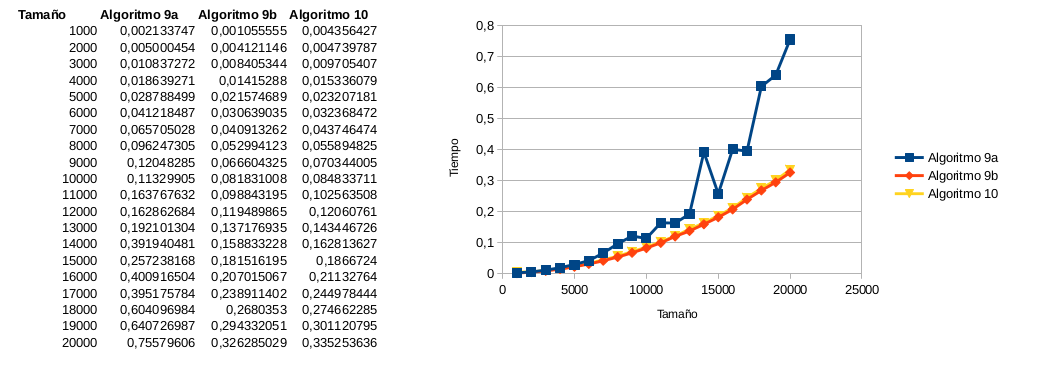 Tamaño Algoritmo 9a Algoritmo 9b Algoritmo 10
1000 0,002133747 0,001055555 0,004356427
2000 0,005000454 0,004121146 0,004739787
3000 0,010837272 0,008405344 0,009705407
4000 0,018639271 0,01415288 0,015336079
5000 0,028788499 0,021574689 0,023207181
6000 0,041218487 0,030639035 0,032368472
7000 0,065705028 0,040913262 0,043746474
8000 0,096247305 0,052994123 0,055894825
9000 0,12048285 0,066604325 0,070344005
10000 0,11329905 0,081831008 0,084833711
11000 0,163767632 0,098843195 0,102563508
12000 0,162862684 0,119489865 0,12060761
13000 0,192101304 0,137176935 0,143446726
14000 0,391940481 0,158833228 0,162813627
15000 0,257238168 0,181516195 0,1866724
16000 0,400916504 0,207015067 0,21132764
17000 0,395175784 0,238911402 0,244978444
18000 0,604096984 0,2680353 0,274662285
19000 0,640726987 0,294332051 0,301120795
20000 0,75579606 0,326285029 0,335253636
0,8
0,7
0,6
0,5
0,4
0,3
0,2
0,1
0
Tiempo
0 5000 10000 15000 20000 25000
Tamaño
Algoritmo 9a
Algoritmo 9b
Algoritmo 10